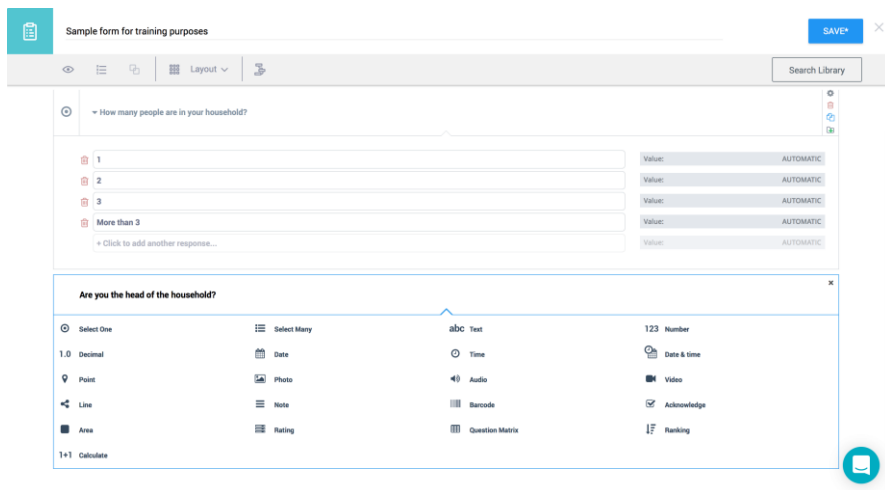 Sample form for training purposes
SAVE*
Layout
Search Library
How many people are in your household?
1 Value: AUTOMATIC
2 Value: AUTOMATIC
3 Value: AUTOMATIC
More than 3 Value: AUTOMATIC
+ Click to add another response... Value: AUTOMATIC
Are you the head of the household?
Select One Select Many abc Text 123 Number
1.0 Decimal Date Time Date & time
Point Photo Audio Video
Line Note Barcode Acknowledge
Area Rating Question Matrix Ranking
1+1 Calculate